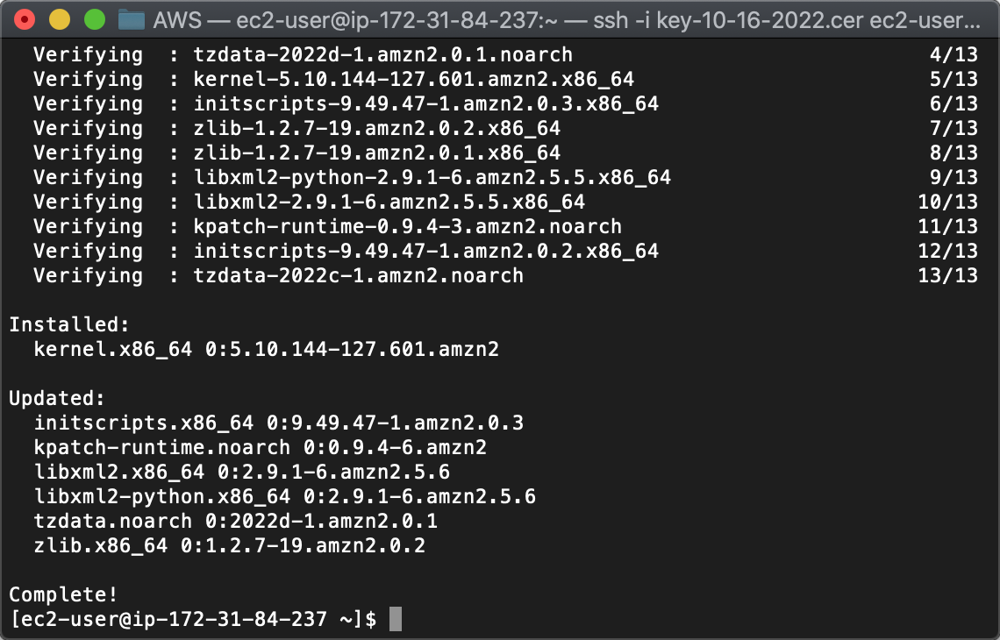 AWS — ec2-user@ip-172-31-84-237:~ — ssh -i key-10-16-2022.cer ec2-user...
Verifying : tzdata-2022d-1.amzn2.0.1.noarch 4/13
Verifying : kernel-5.10.144-127.601.amzn2.x86_64 5/13
Verifying : initscripts-9.49.47-1.amzn2.0.3.x86_64 6/13
Verifying : zlib-1.2.7-19.amzn2.0.2.x86_64 7/13
Verifying : zlib-1.2.7-19.amzn2.0.1.x86_64 8/13
Verifying : libxml2-python-2.9.1-6.amzn2.5.5.x86_64 9/13
Verifying : libxml2-2.9.1-6.amzn2.5.5.x86_64 10/13
Verifying : kpatch-runtime-0.9.4-3.amzn2.noarch 11/13
Verifying : initscripts-9.49.47-1.amzn2.0.2.x86_64 12/13
Verifying : tzdata-2022c-1.amzn2.noarch 13/13
Installed:
kernel.x86_64 0:5.10.144-127.601.amzn2
Updated:
initscripts.x86_64 0:9.49.47-1.amzn2.0.3
kpatch-runtime.noarch 0:0.9.4-6.amzn2
libxml2.x86_64 0:2.9.1-6.amzn2.5.6
libxml2-python.x86_64 0:2.9.1-6.amzn2.5.6
tzdata.noarch 0:2022d-1.amzn2.0.1
zlib.x86_64 0:1.2.7-19.amzn2.0.2
Complete!
[ec2-user@ip-172-31-84-237 ~]$